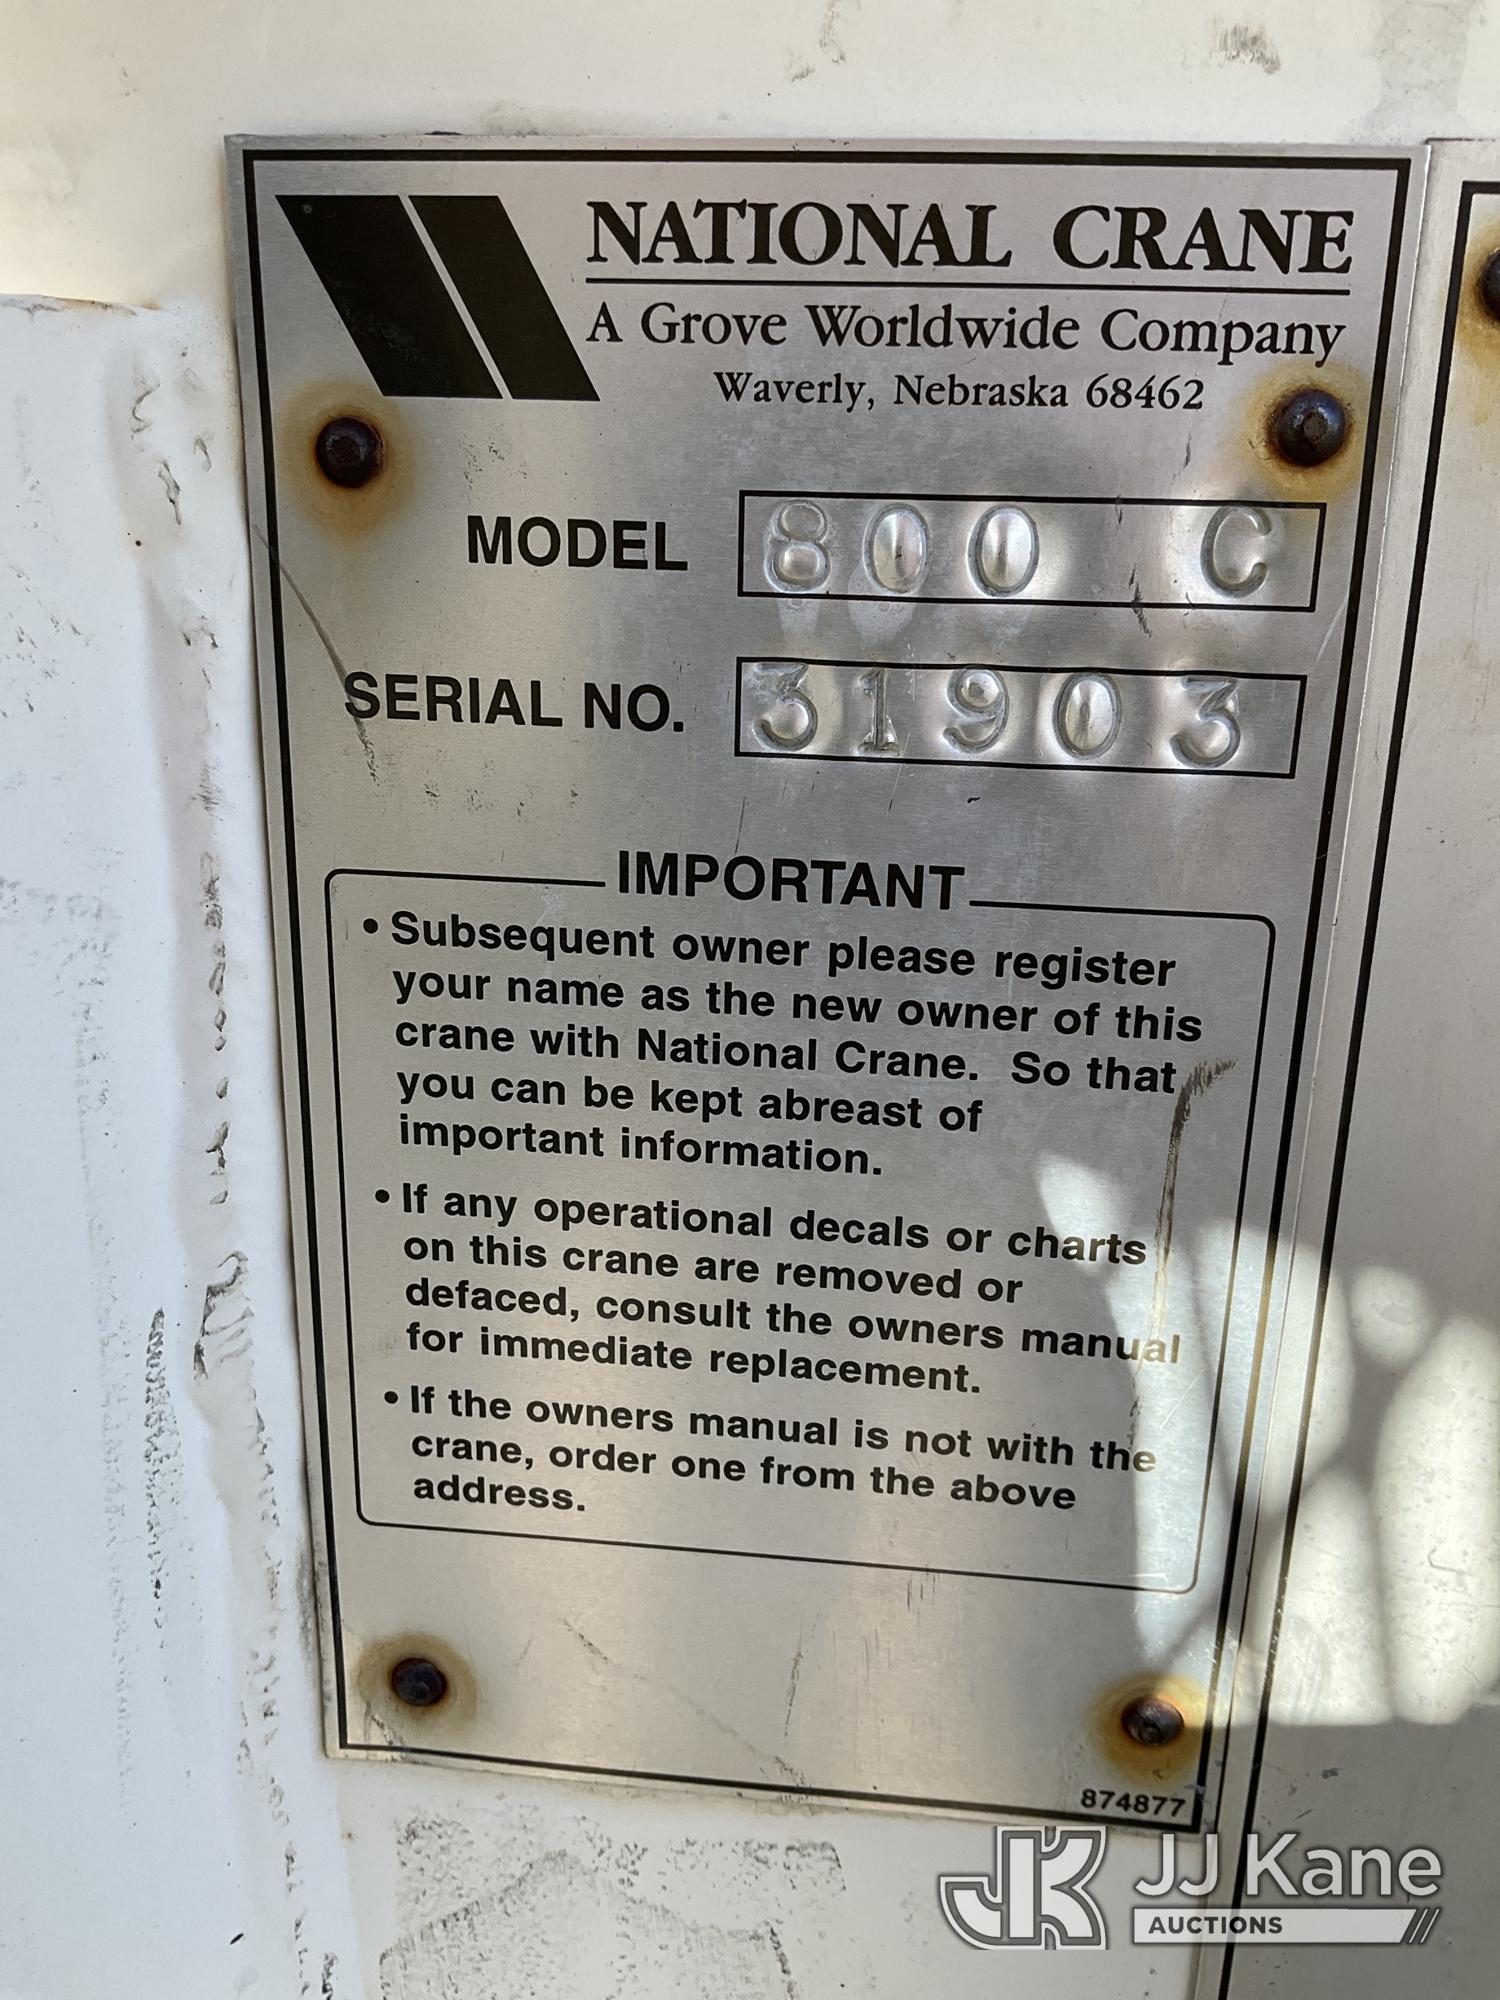 NATIONAL CRANE
A Grove Worldwide Company
Waverly, Nebraska 68462
MODEL 800 C
SERIAL NO. 31903
IMPORTANT
• Subsequent owner please register
your name as the new owner of this
crane with National Crane. So that
you can be kept abreast of
important information.
• If any operational decals or charts
on this crane are removed or
defaced, consult the owners manual
for immediate replacement.
• If the owners manual is not with the
crane, order one from the above
address.
874877
JK JJ Kane
AUCTIONS